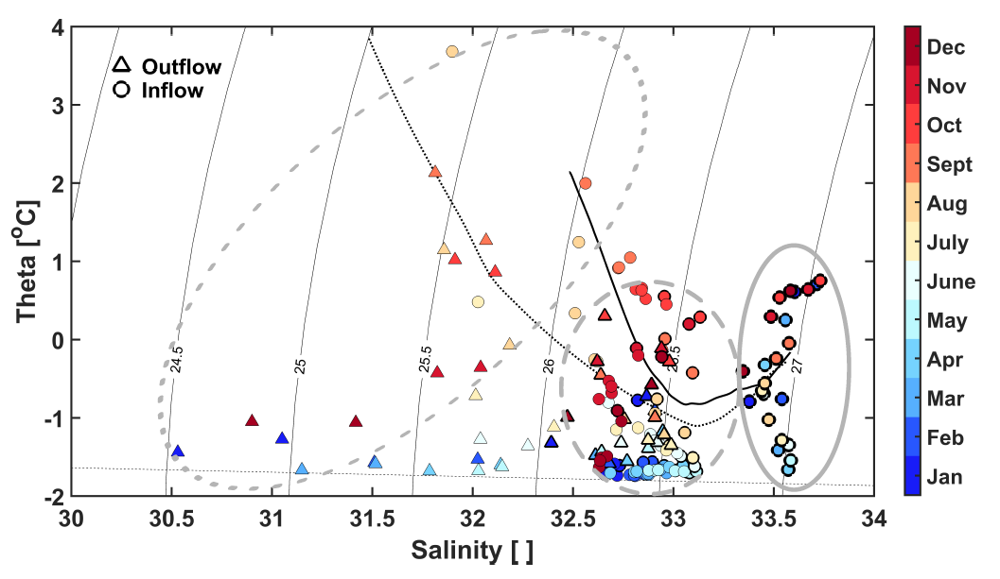 4
3
2
1
0
-1
-2
Theta [°C]
Outflow
Inflow
24.5
25
25.5
26
27
30
30.5
31
31.5
32
32.5
33
33.5
34
Salinity [ ]
Dec
Nov
Oct
Sept
Aug
July
June
May
Apr
Mar
Feb
Jan